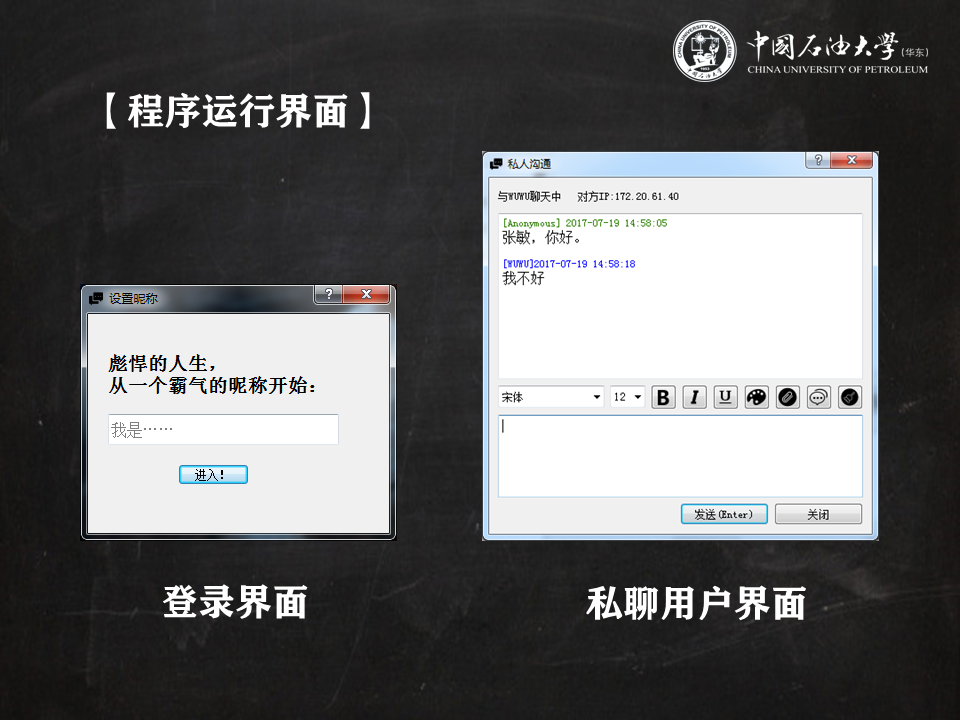 中国石油大学(华东)
CHINA UNIVERSITY OF PETROLEUM
【程序运行界面】
设置昵称
彪悍的人生，
从一个霸气的昵称开始：
我是……
进入！
登录界面
私人沟通
与WUWU聊天中 对方IP:172.20.61.40
[Anonymous] 2017-07-19 14:58:05
张敏，你好。
[WUWU]2017-07-19 14:58:18
我不好
宋体 12 B I U
发送(Enter) 关闭
私聊用户界面